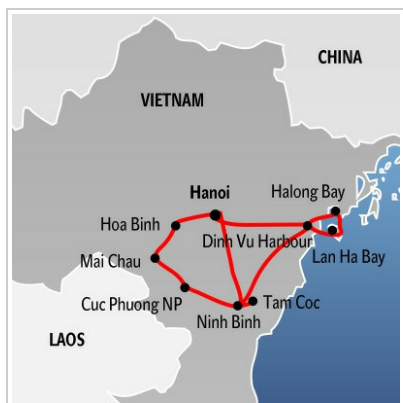 CHINA
VIETNAM
Hanoi
Halong Bay
Hoa Binh
Dinh Vu Harbour
Mai Chau
Lan Ha Bay
Cuc Phuong NP
Tam Coc
Ninh Binh
LAOS